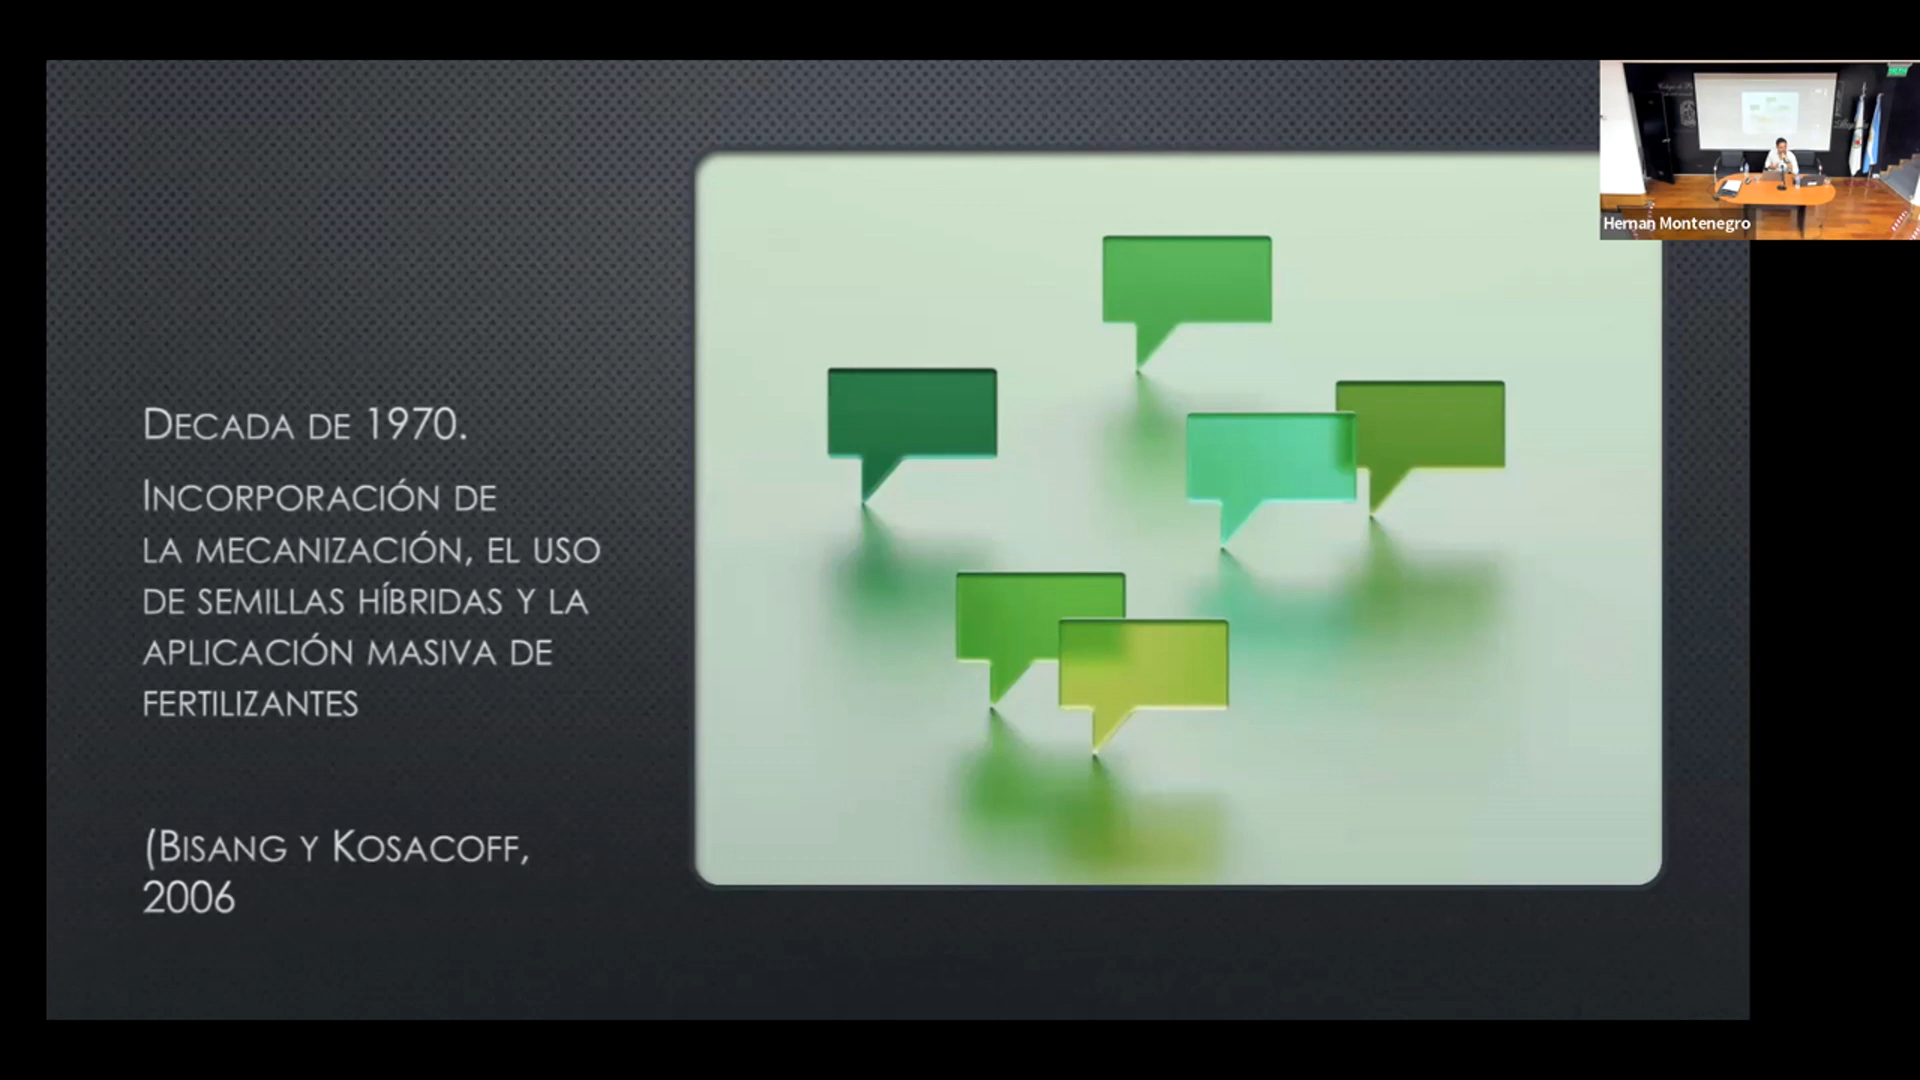 Decada de 1970.
Incorporación de
la mecanización, el uso
de semillas híbridas y la
aplicación masiva de
fertilizantes
(Bisang y Kosacoff,
2006
Hernan Montenegro